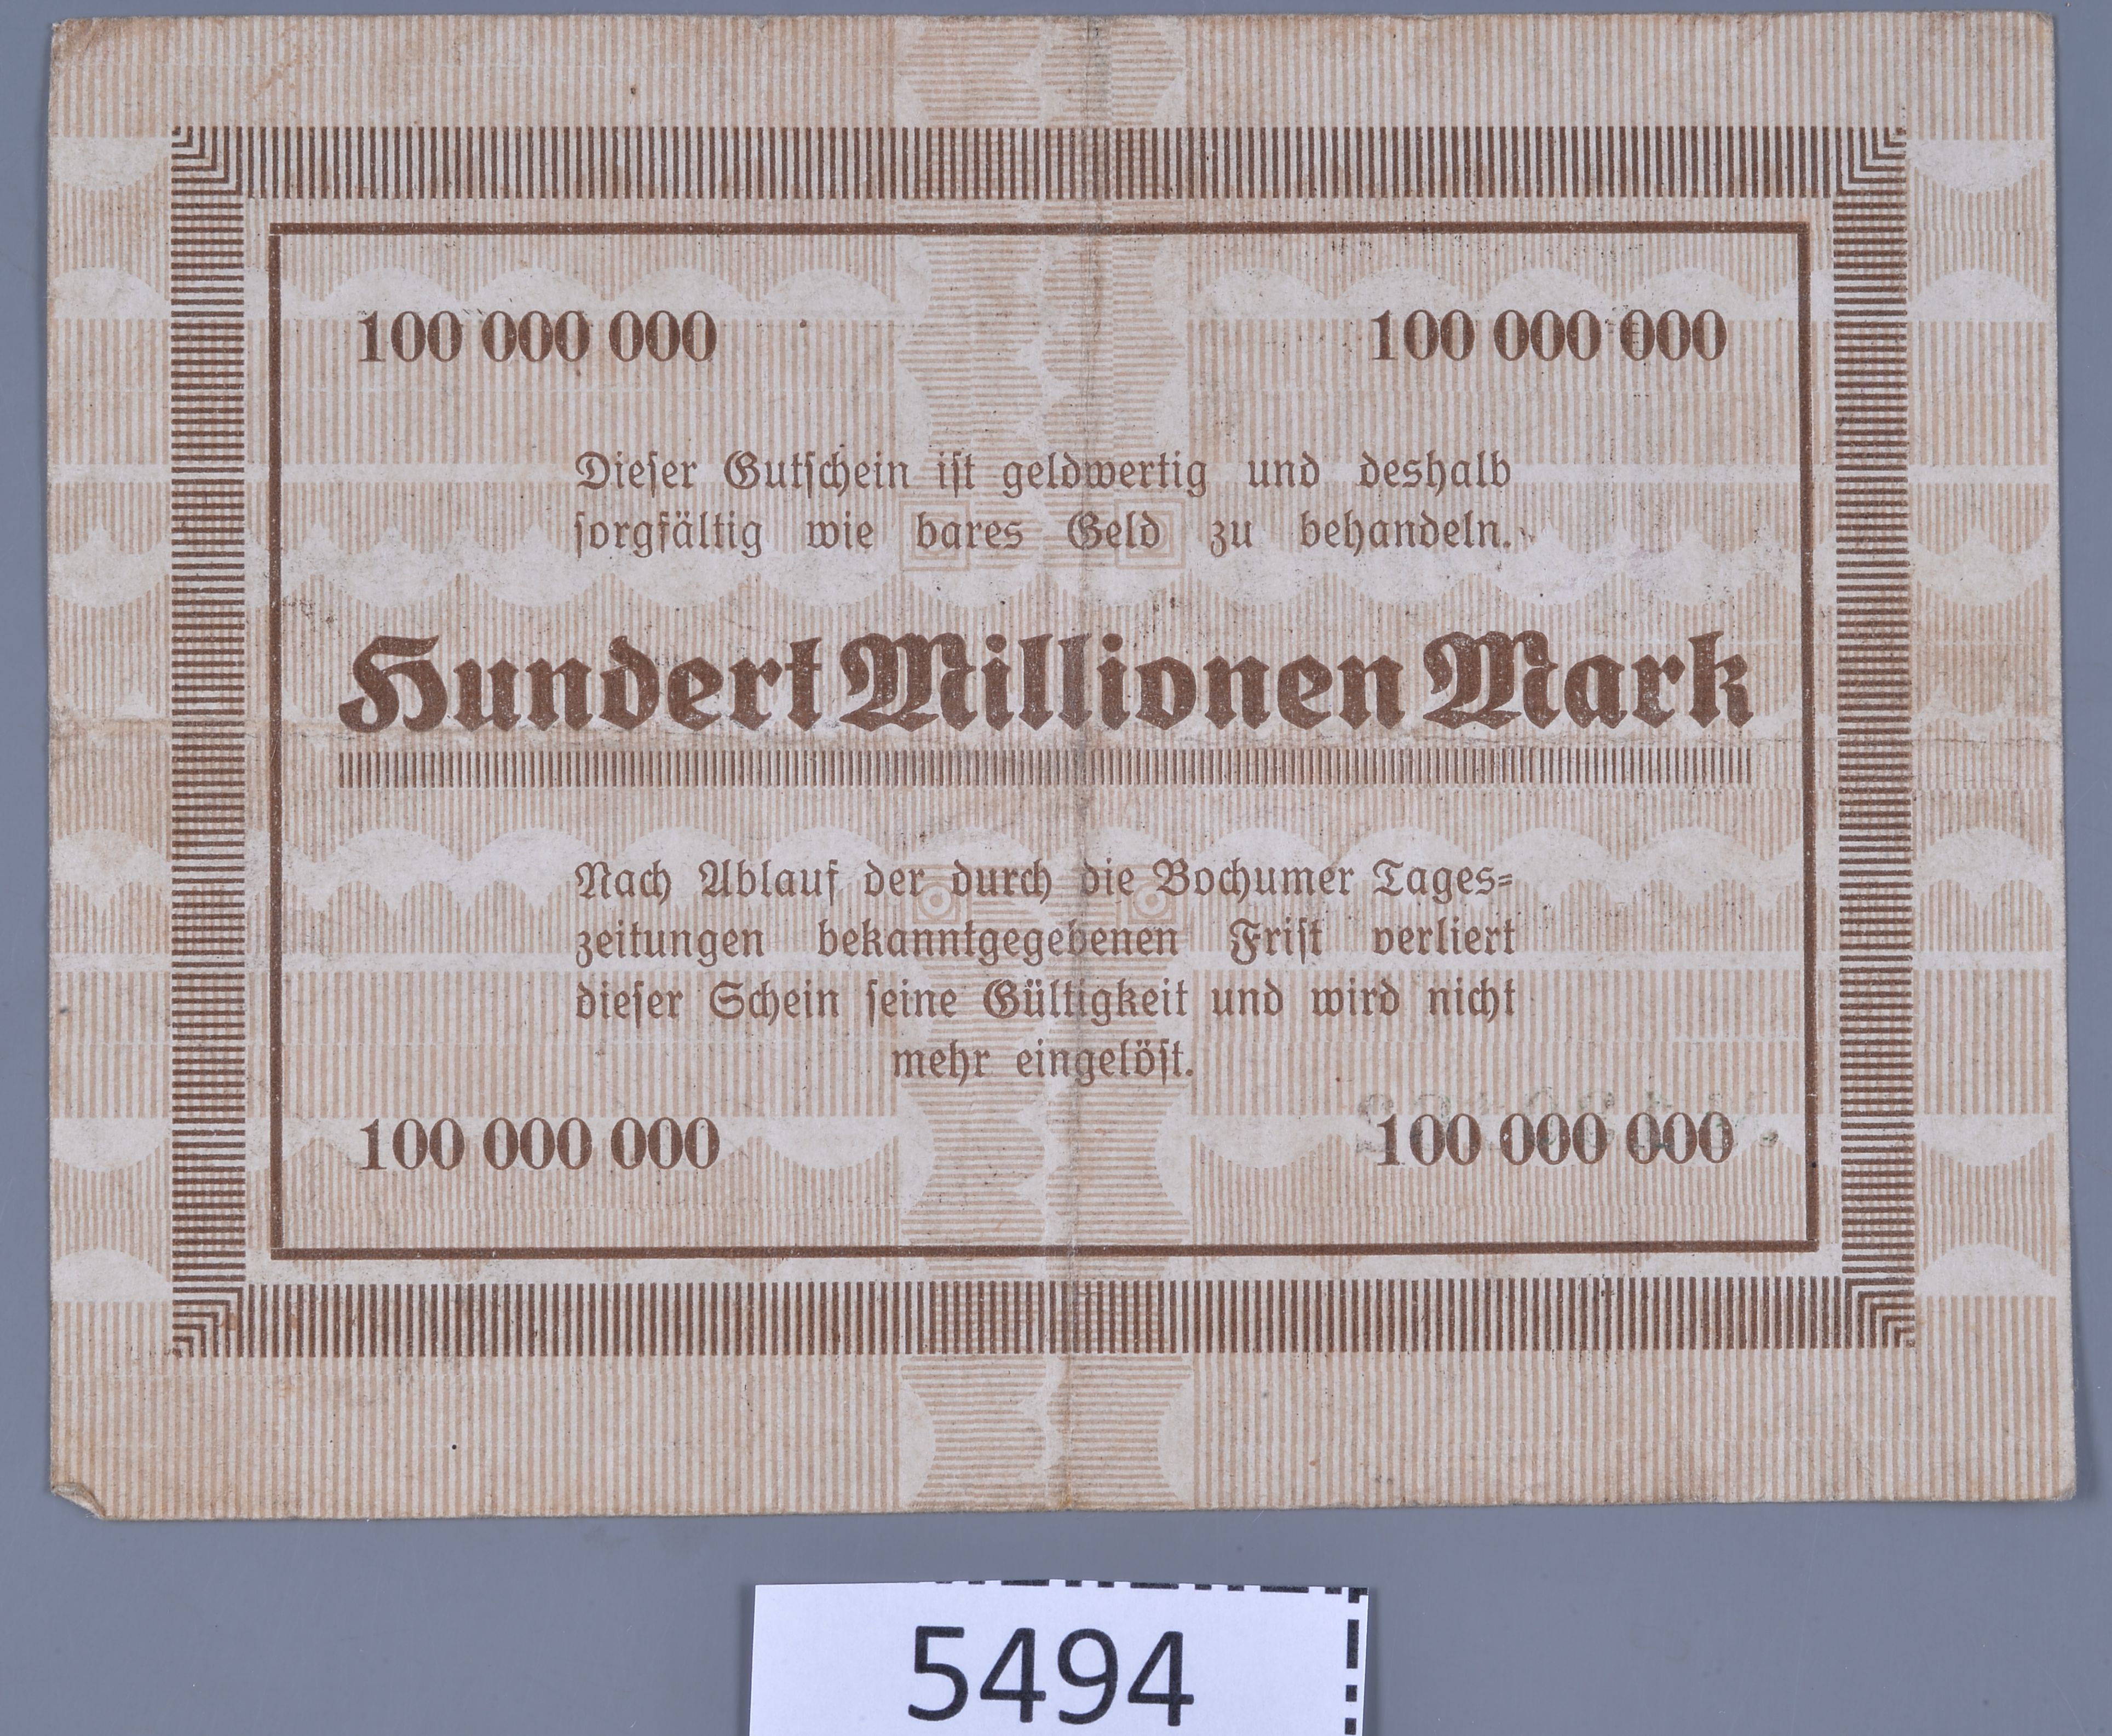 100 000 000 100 000 000
Dieser Gutschein ist geldwertig und deshalb
sorgfältig wie bares Geld zu behandeln.
Hundert Millionen Mark
Nach Ablauf der durch die Bochumer Tages=
zeitungen bekanntgegebenen Frist verliert
dieser Schein seine Gültigkeit und wird nicht
mehr eingelöst.
100 000 000 100 000 000
5494